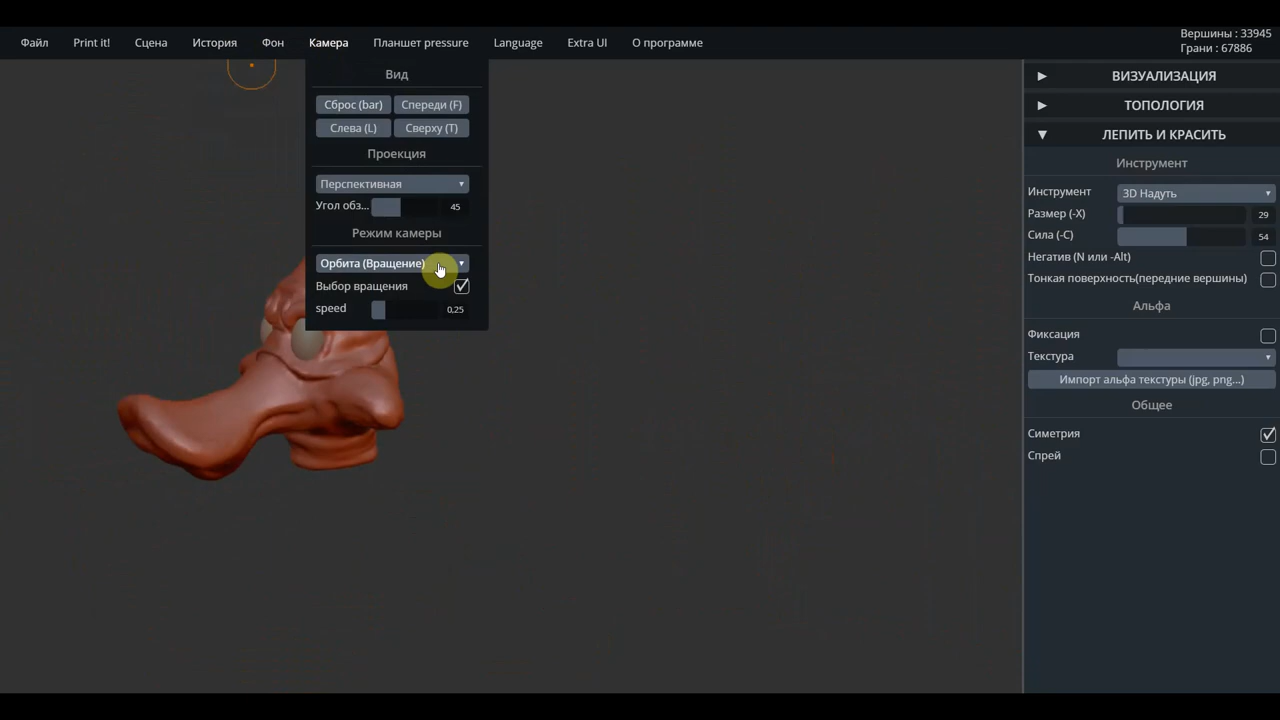 Файл Print it! Сцена История Фон Камера Планшет pressure Language Extra UI О программе
Вершины : 33945
Грани : 67886
Вид
Сброс (bar) Спереди (F)
Слева (L) Сверху (T)
Проекция
Перспективная
Угол обз... 45
Режим камеры
Орбита (Вращение)
Выбор вращения
speed 0,25
ВИЗУАЛИЗАЦИЯ
ТОПОЛОГИЯ
ЛЕПИТЬ И КРАСИТЬ
Инструмент
Инструмент 3D Надуть
Размер (-X) 29
Сила (-C) 54
Негатив (N или -Alt)
Тонкая поверхность(передние вершины)
Альфа
Фиксация
Текстура
Импорт альфа текстуры (jpg, png...)
Общее
Симетрия
Спрей